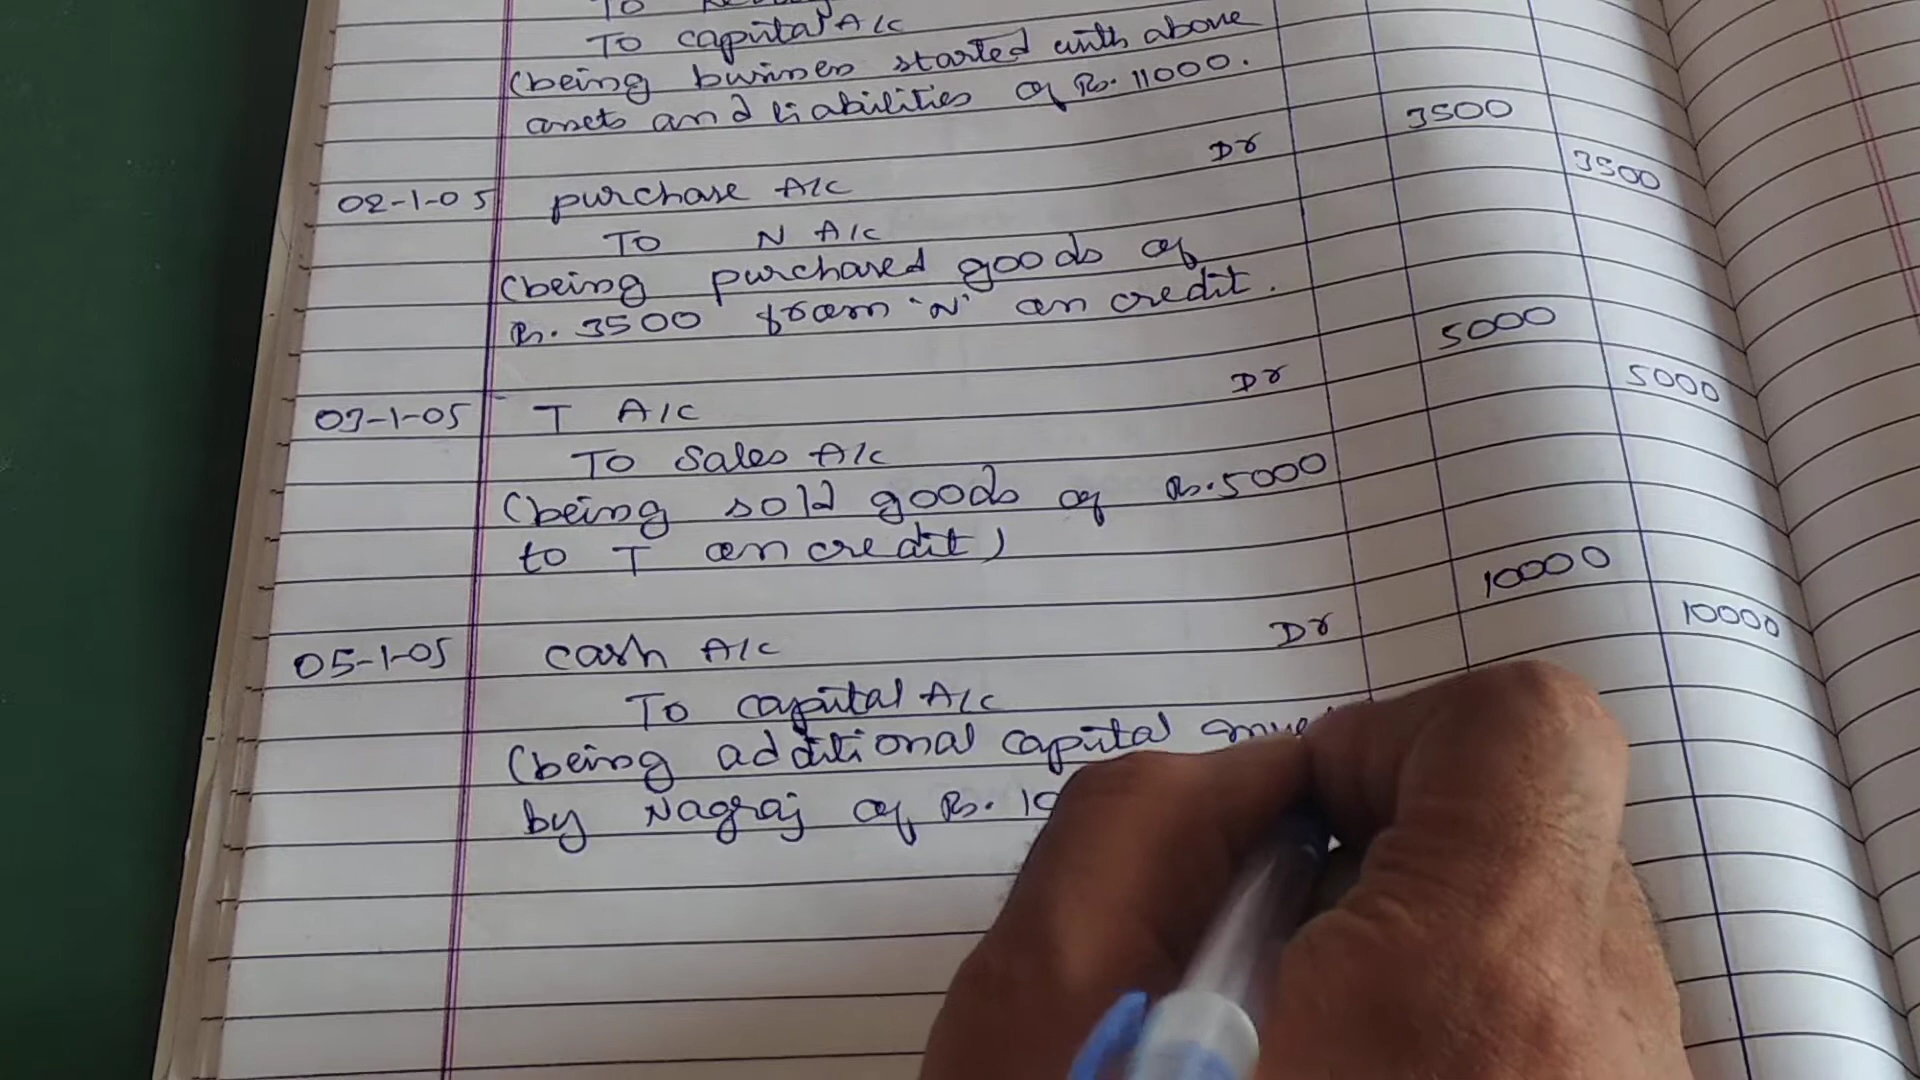 To
To capital A/c
(being business started with above
assets and liabilities of Rs. 11000.
3500
Dr
3500
02-1-05 purchase A/c
To N A/c
(being purchased goods of
Rs. 3500 from 'N' on credit.
5000
Dr
5000
03-1-05 T A/c
To Sales A/c
(being sold goods of Rs.5000
to T on credit)
10000
Dr
10000
05-1-05 cash A/c
To capital A/c
(being additional capital
by Nagraj of Rs. 10